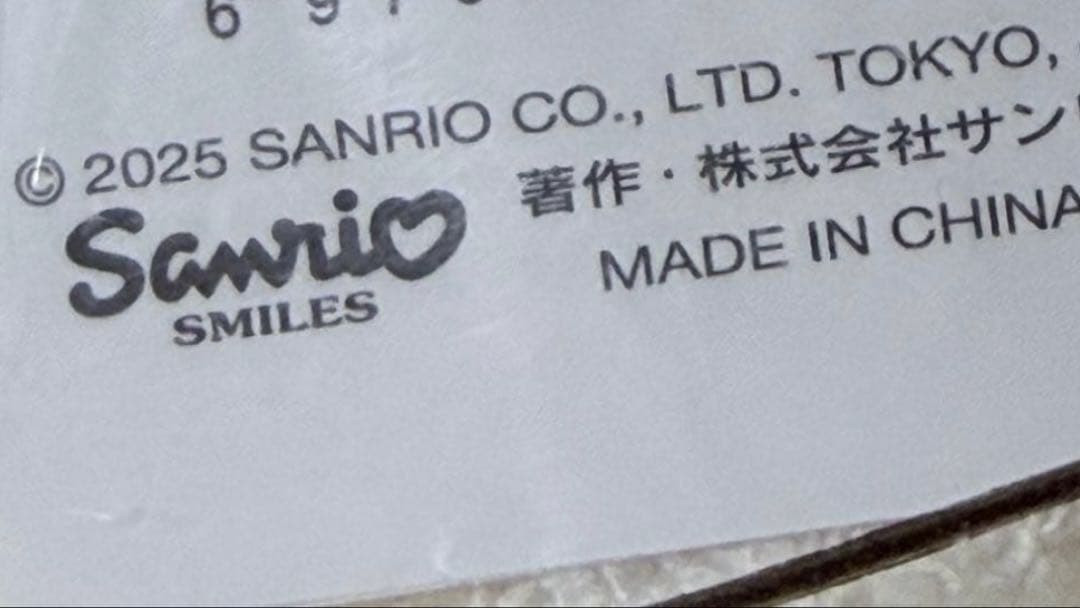 © 2025 SANRIO CO., LTD. TOKYO,
著作・株式会社サン
Sanrio
SMILES
MADE IN CHINA